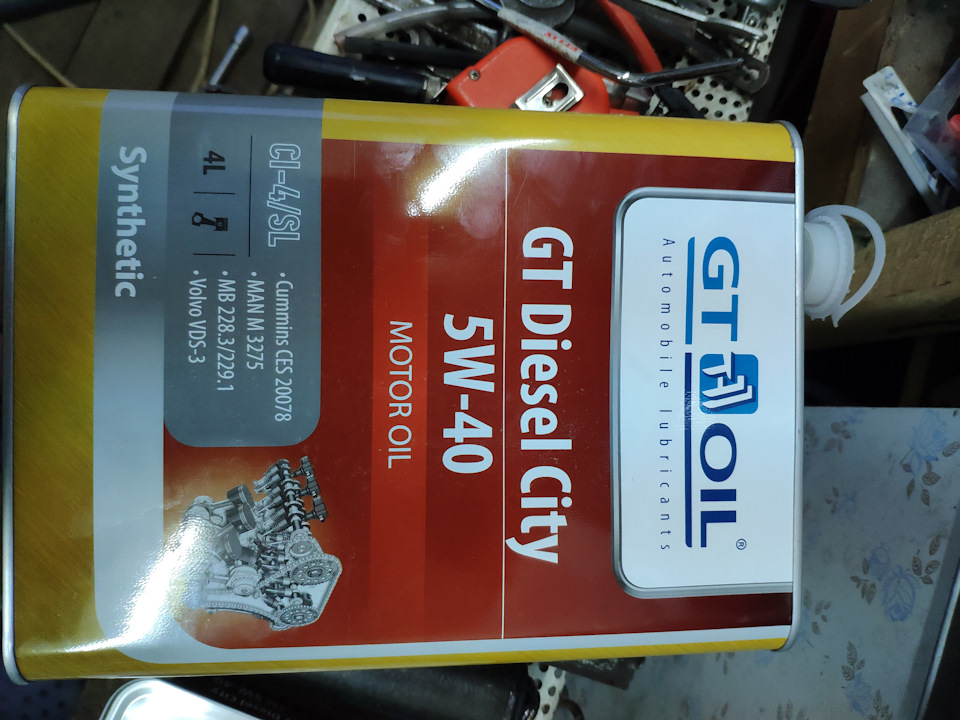 GT OIL®
Automobile lubricants
GT Diesel City
5W-40
MOTOR OIL
CI-4/SL
4L
• Cummins CES 20078
• MAN M 3275
• MB 228.3/229.1
• Volvo VDS-3
Synthetic